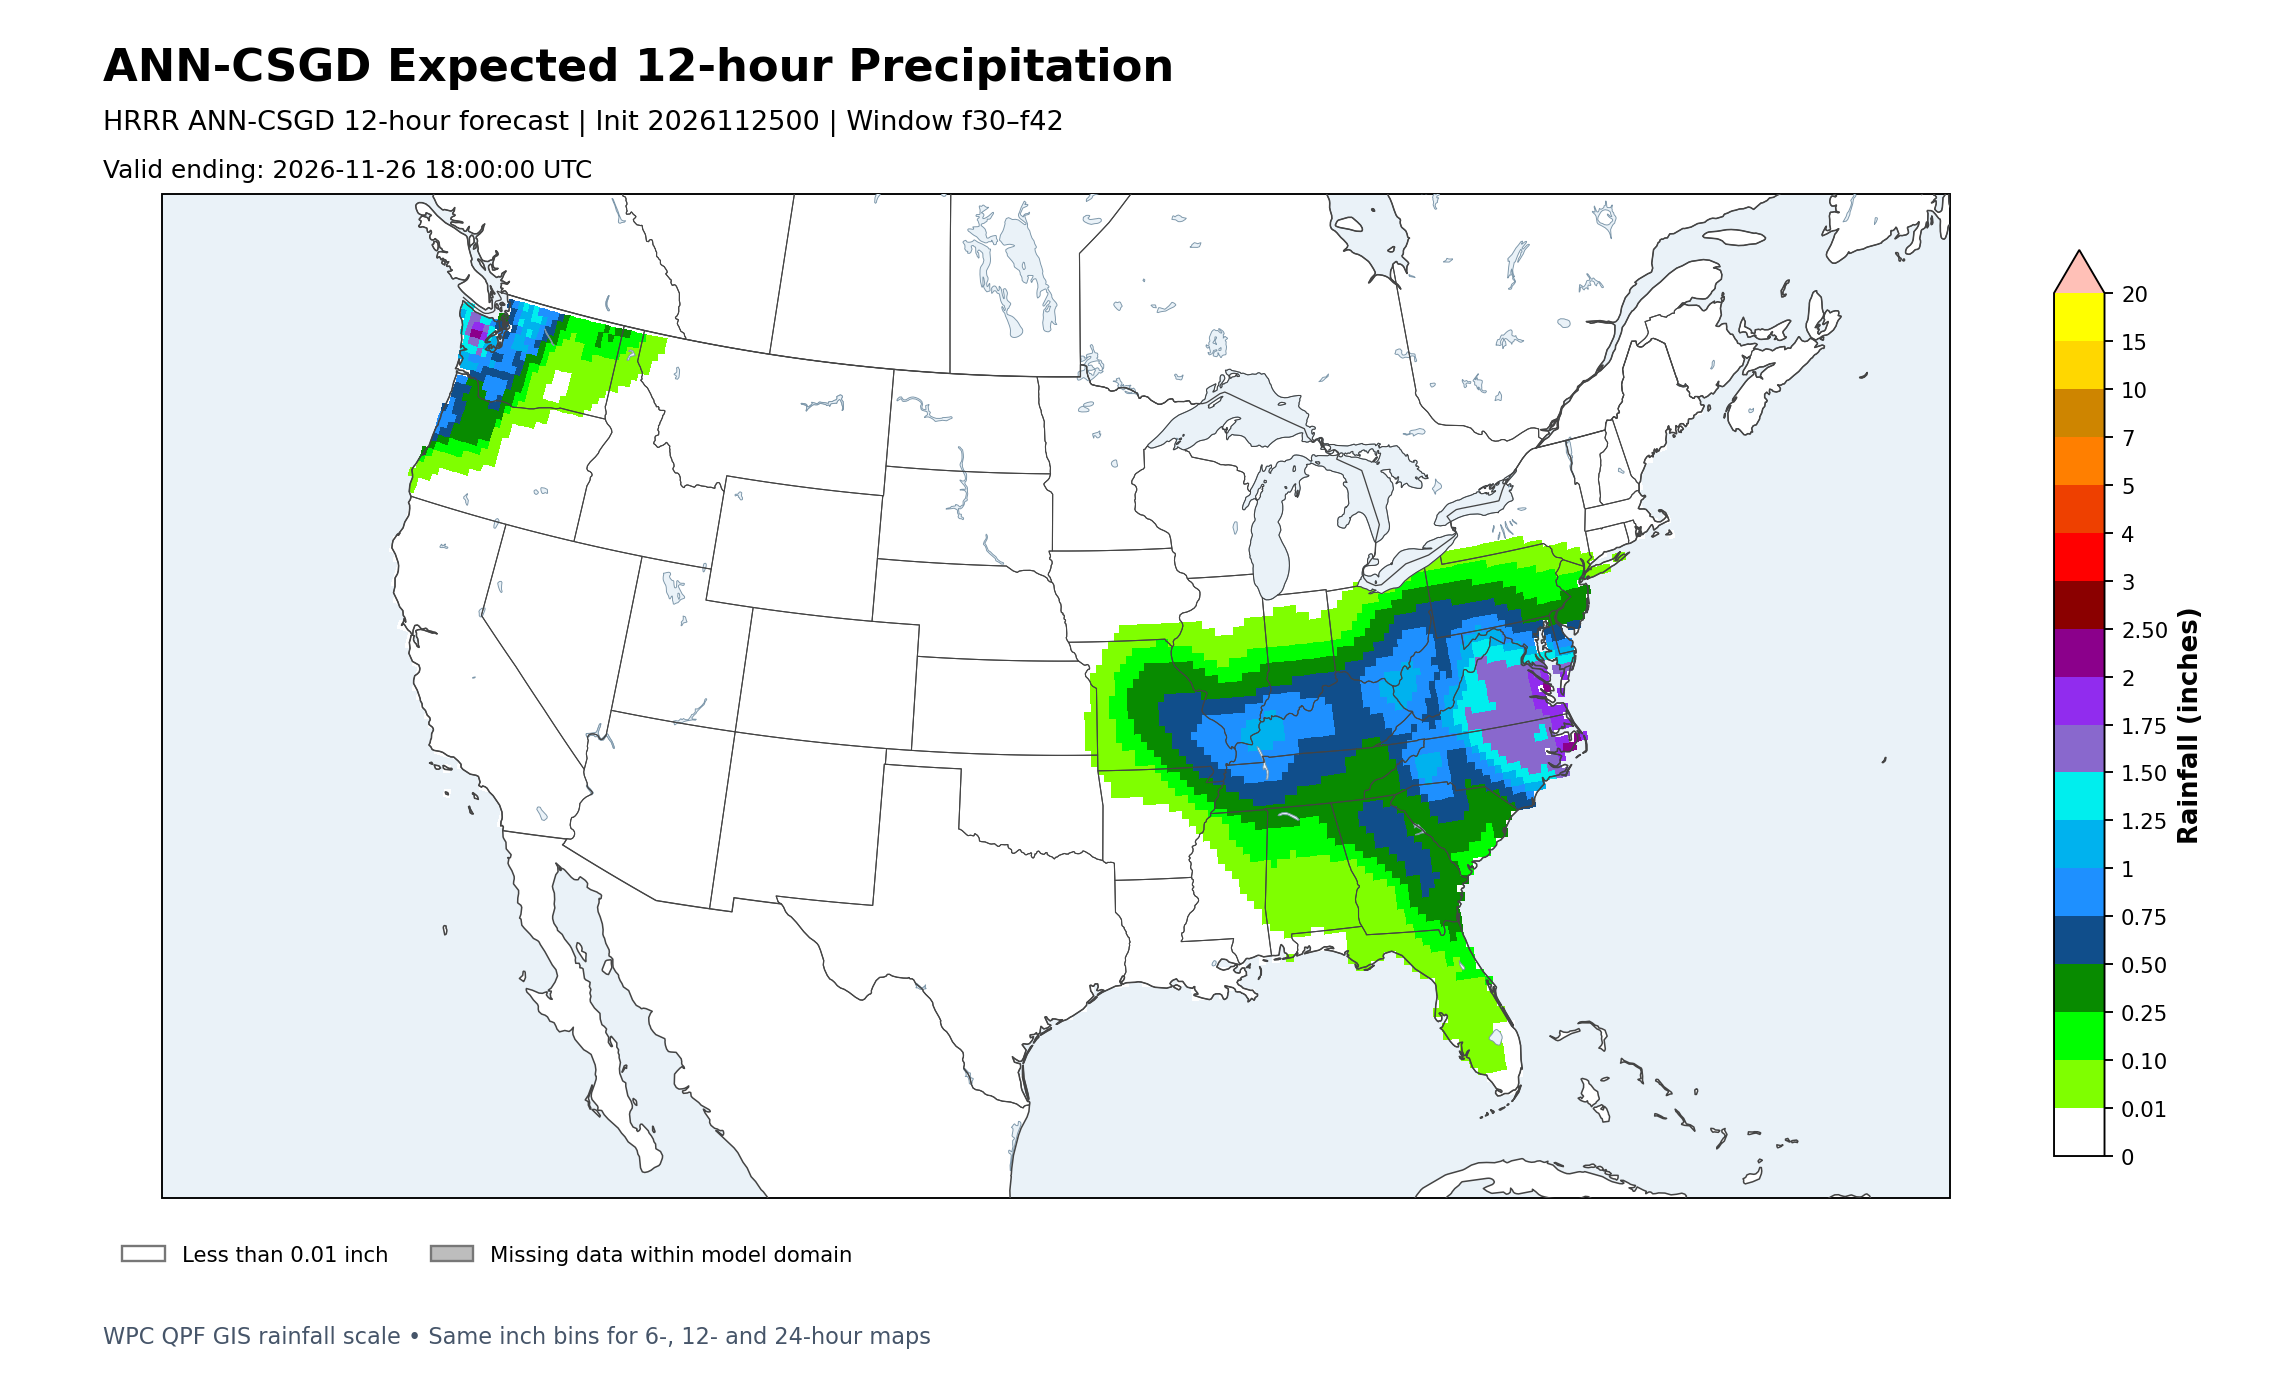 ANN-CSGD Expected 12-hour Precipitation
HRRR ANN-CSGD 12-hour forecast | Init 2026112500 | Window f30–f42
Valid ending: 2026-11-26 18:00:00 UTC
20
15
10
7
5
4
3
2.50
2
1.75
1.50
1.25
1
0.75
0.50
0.25
0.10
0.01
0
Rainfall (inches)
Less than 0.01 inch
Missing data within model domain
WPC QPF GIS rainfall scale • Same inch bins for 6-, 12- and 24-hour maps